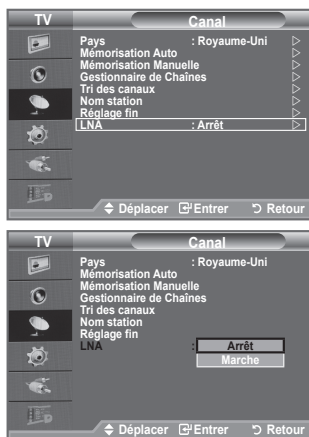 TV Canal
Pays : Royaume-Uni
Mémorisation Auto
Mémorisation Manuelle
Gestionnaire de Chaînes
Tri des canaux
Nom station
Réglage fin
LNA : Arrêt
Déplacer Entrer Retour
TV Canal
Pays : Royaume-Uni
Mémorisation Auto
Mémorisation Manuelle
Gestionnaire de Chaînes
Tri des canaux
Nom station
Réglage fin
LNA : Arrêt
Marche
Déplacer Entrer Retour